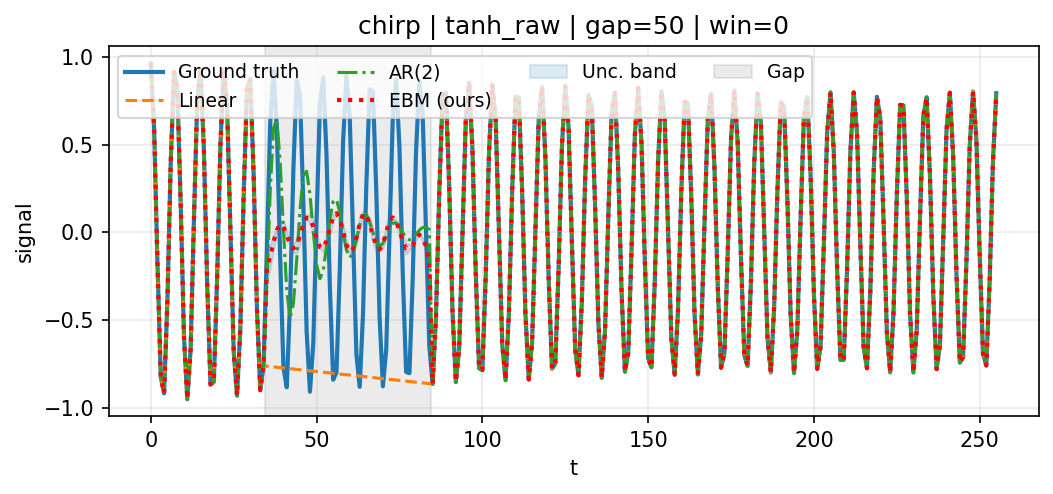 chirp | tanh_raw | gap=50 | win=0
Ground truth
Linear
AR(2)
EBM (ours)
Unc. band
Gap
signal
1.0
0.5
0.0
−0.5
−1.0
0 50 100 150 200 250
t